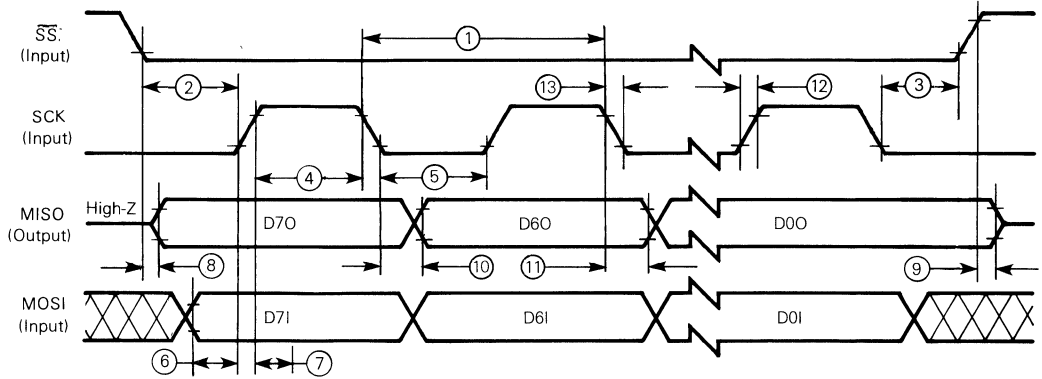 SS.
(Input)
1
2
13
12
3
SCK
(Input)
4
5
MISO
(Output)
High-Z
D7O
D6O
D0O
8
10
11
9
MOSI
(Input)
D7I
D6I
D0I
6
7